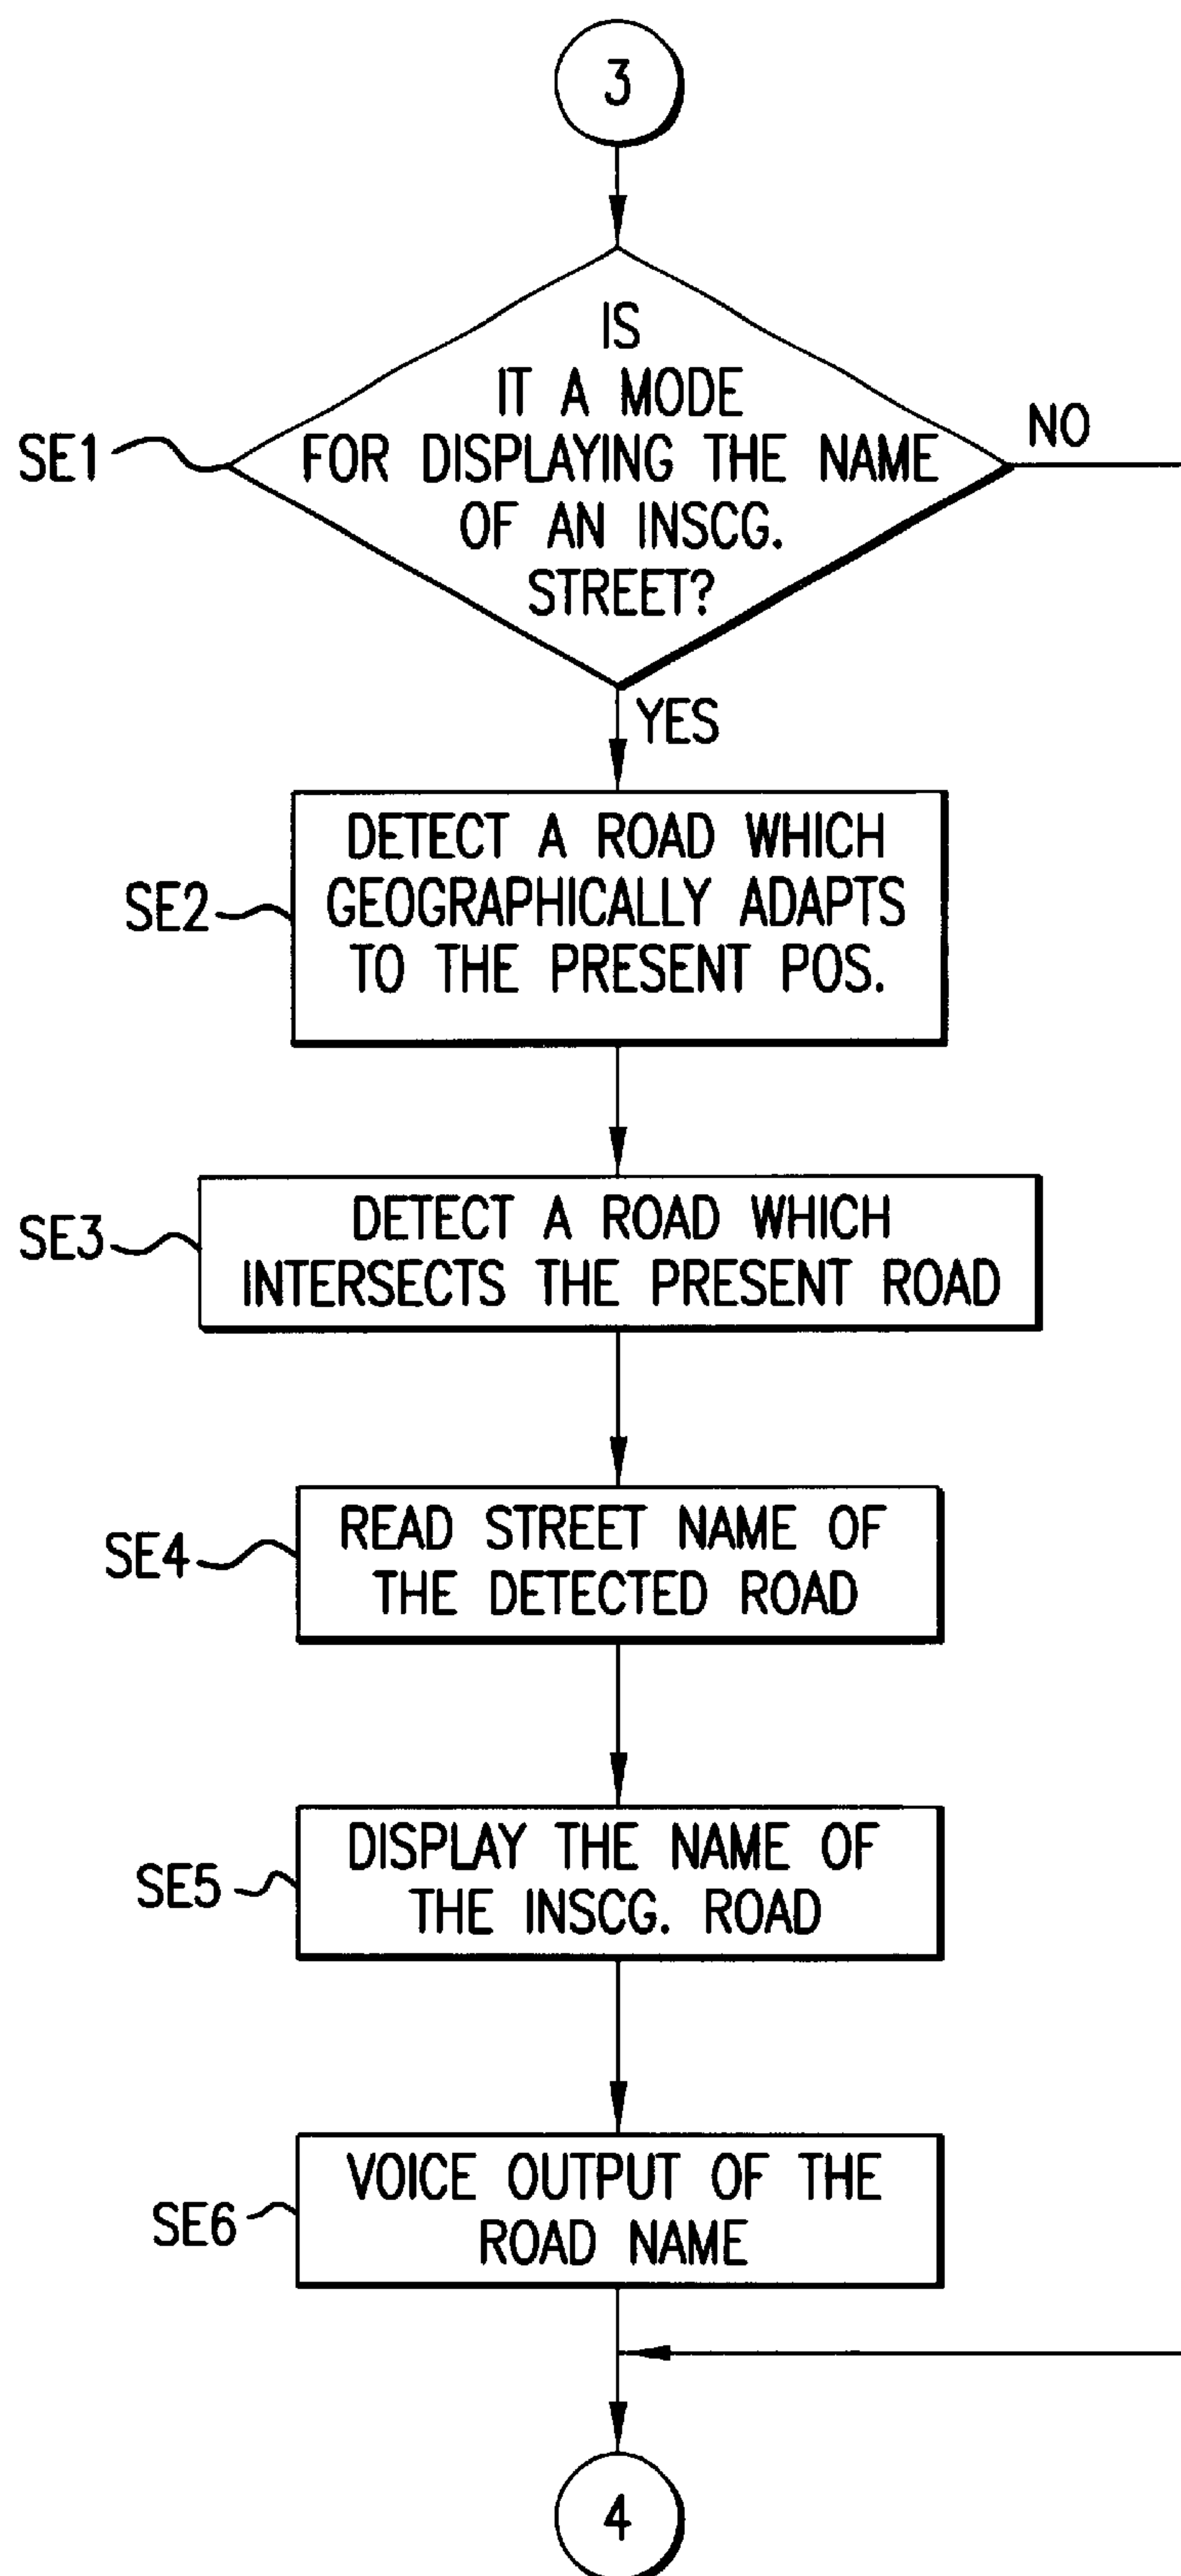 3
IS
IT A MODE
FOR DISPLAYING THE NAME
OF AN INSCG.
STREET?
SE1
NO
YES
DETECT A ROAD WHICH
GEOGRAPHICALLY ADAPTS
TO THE PRESENT POS.
SE2
DETECT A ROAD WHICH
INTERSECTS THE PRESENT ROAD
SE3
READ STREET NAME OF
THE DETECTED ROAD
SE4
DISPLAY THE NAME OF
THE INSCG. ROAD
SE5
VOICE OUTPUT OF THE
ROAD NAME
SE6
4